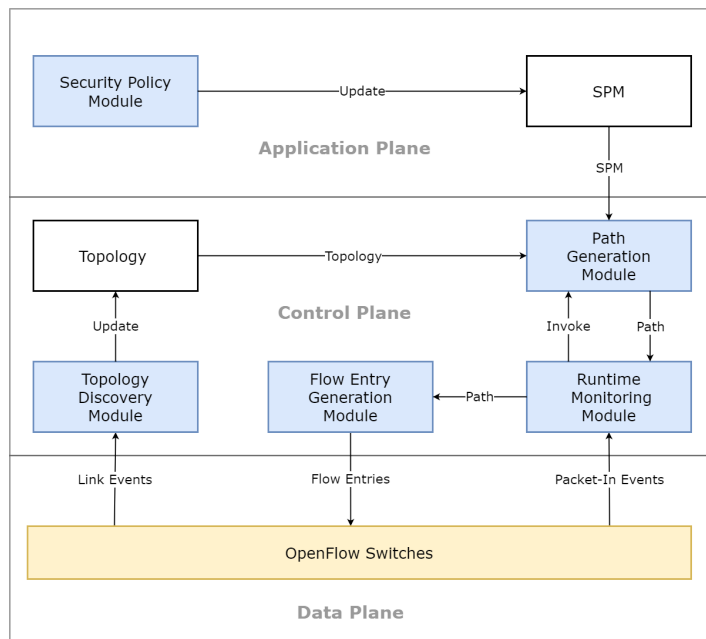 Security Policy
Module
Update
SPM
Application Plane
SPM
Topology
Topology
Path
Generation
Module
Control Plane
Update
Invoke
Path
Topology
Discovery
Module
Flow Entry
Generation
Module
Path
Runtime
Monitoring
Module
Link Events
Flow Entries
Packet-In Events
OpenFlow Switches
Data Plane